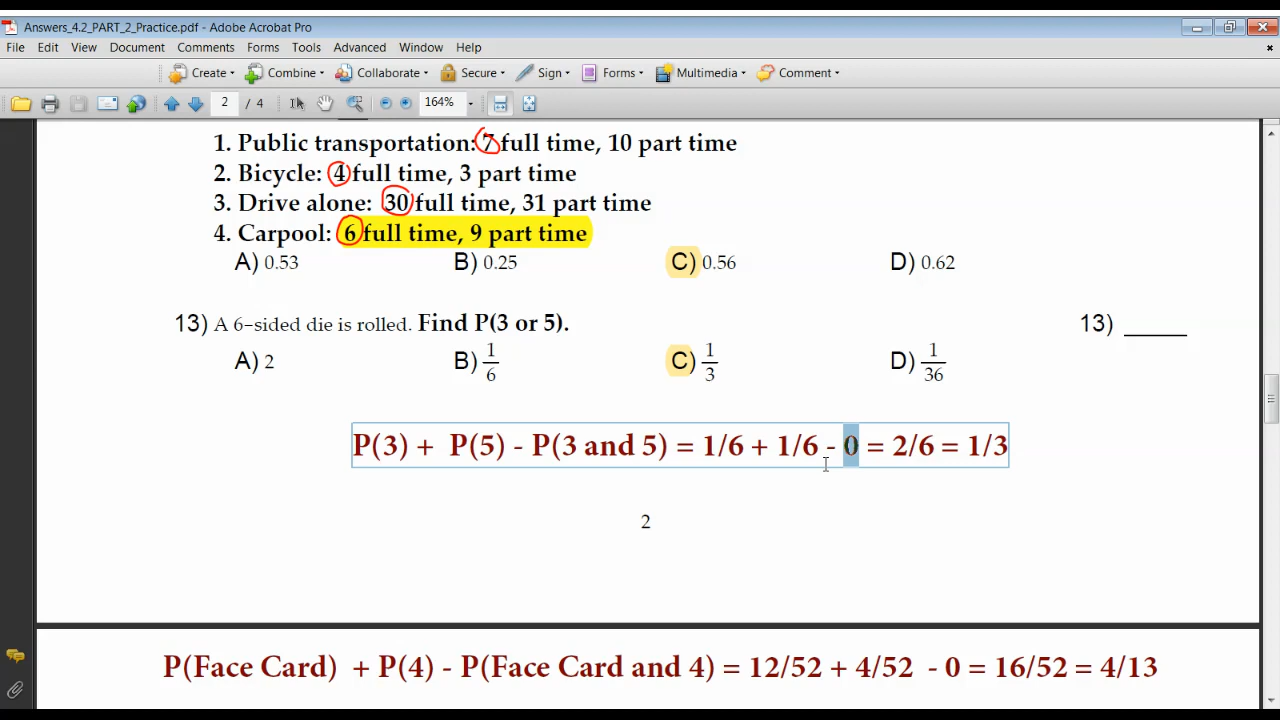 Answers_4.2_PART_2_Practice.pdf - Adobe Acrobat Pro
File Edit View Document Comments Forms Tools Advanced Window Help
Create Combine Collaborate Secure Sign Forms Multimedia Comment
2 / 4 164%
1. Public transportation: 7 full time, 10 part time
2. Bicycle: 4 full time, 3 part time
3. Drive alone: 30 full time, 31 part time
4. Carpool: 6 full time, 9 part time
A) 0.53 B) 0.25 C) 0.56 D) 0.62
13) A 6-sided die is rolled. Find P(3 or 5). 13) ______
A) 2 B) 1/6 C) 1/3 D) 1/36
P(3) + P(5) - P(3 and 5) = 1/6 + 1/6 - 0 = 2/6 = 1/3
2
P(Face Card) + P(4) - P(Face Card and 4) = 12/52 + 4/52 - 0 = 16/52 = 4/13